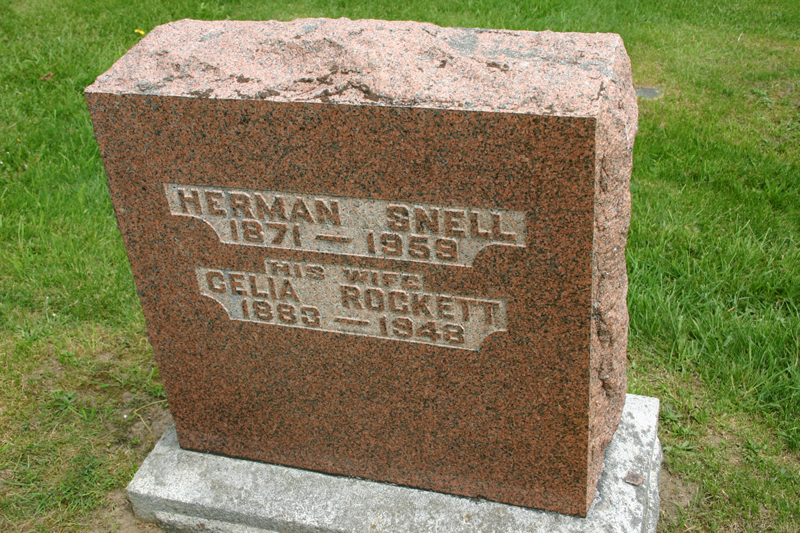 HERMAN SNELL
1871 — 1959
HIS WIFE
CELIA ROCKETT
1883 — 1948